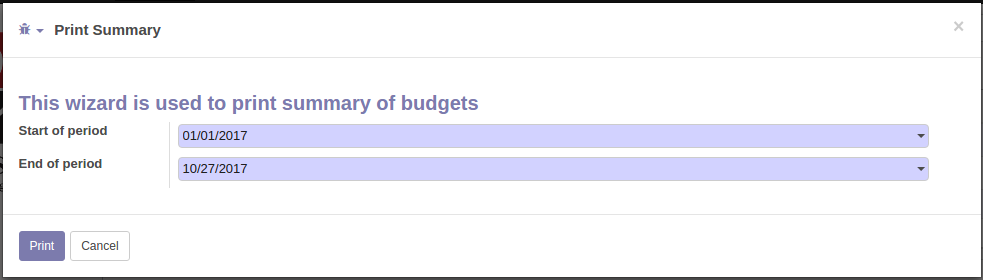 Print Summary
×
This wizard is used to print summary of budgets
Start of period
01/01/2017
End of period
10/27/2017
Print Cancel